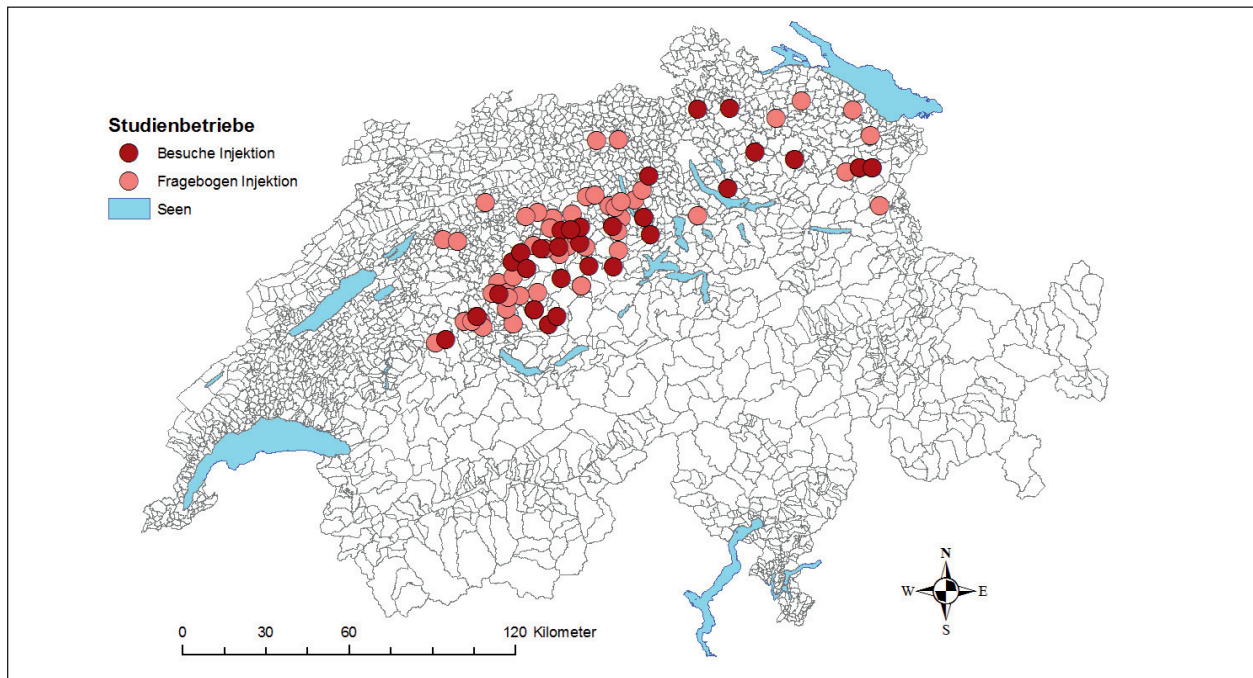 Studienbetriebe
Besuche Injektion
Fragebogen Injektion
Seen
N
W E
S
0 30 60 120 Kilometer